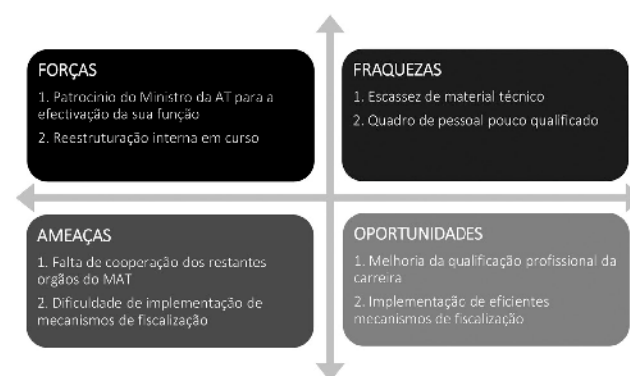 FORÇAS
1. Patrocinio do Ministro da AT para a
efectivação da sua função
2. Reestruturação interna em curso
FRAQUEZAS
1. Escassez de material técnico
2. Quadro de pessoal pouco qualificado
AMEAÇAS
1. Falta de cooperação dos restantes
orgãos do MAT
2. Dificuldade de implementação de
mecanismos de fiscalização
OPORTUNIDADES
1. Melhoria da qualificação profissional da
carreira
2. Implementação de eficientes
mecanismos de fiscalização